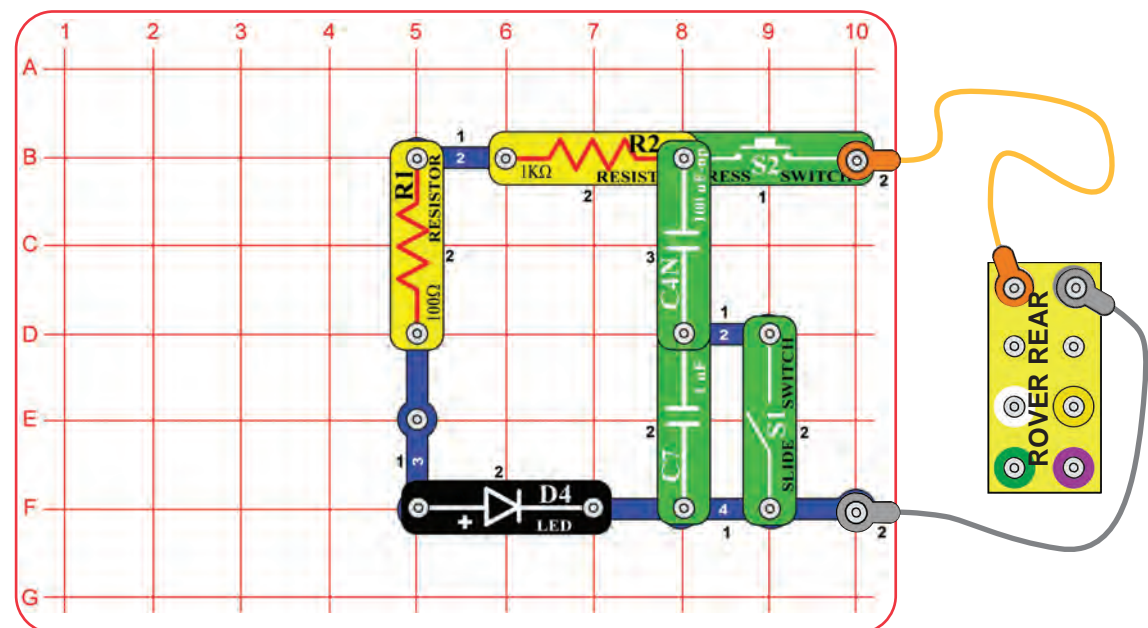 1 2 3 4 5 6 7 8 9 10
A
B
C
D
E
F
G
R1
RESISTOR
100Ω
2
1
2
R2
1KΩ
RESIST
2
RESS
S2
SWITCH
1
2
C4N
3
1
2
C7
2
S1
SLIDE SWITCH
2
1
3
2
D4
+
LED
4
1
2
ROVER REAR